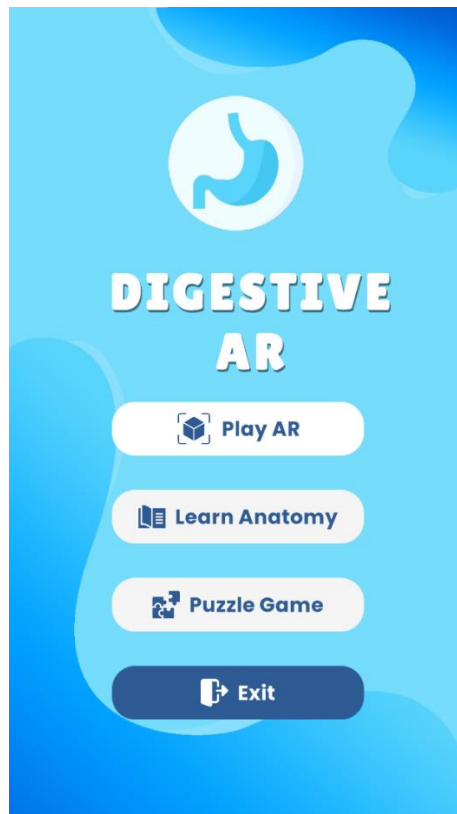 DIGESTIVE
AR
Play AR
Learn Anatomy
Puzzle Game
Exit